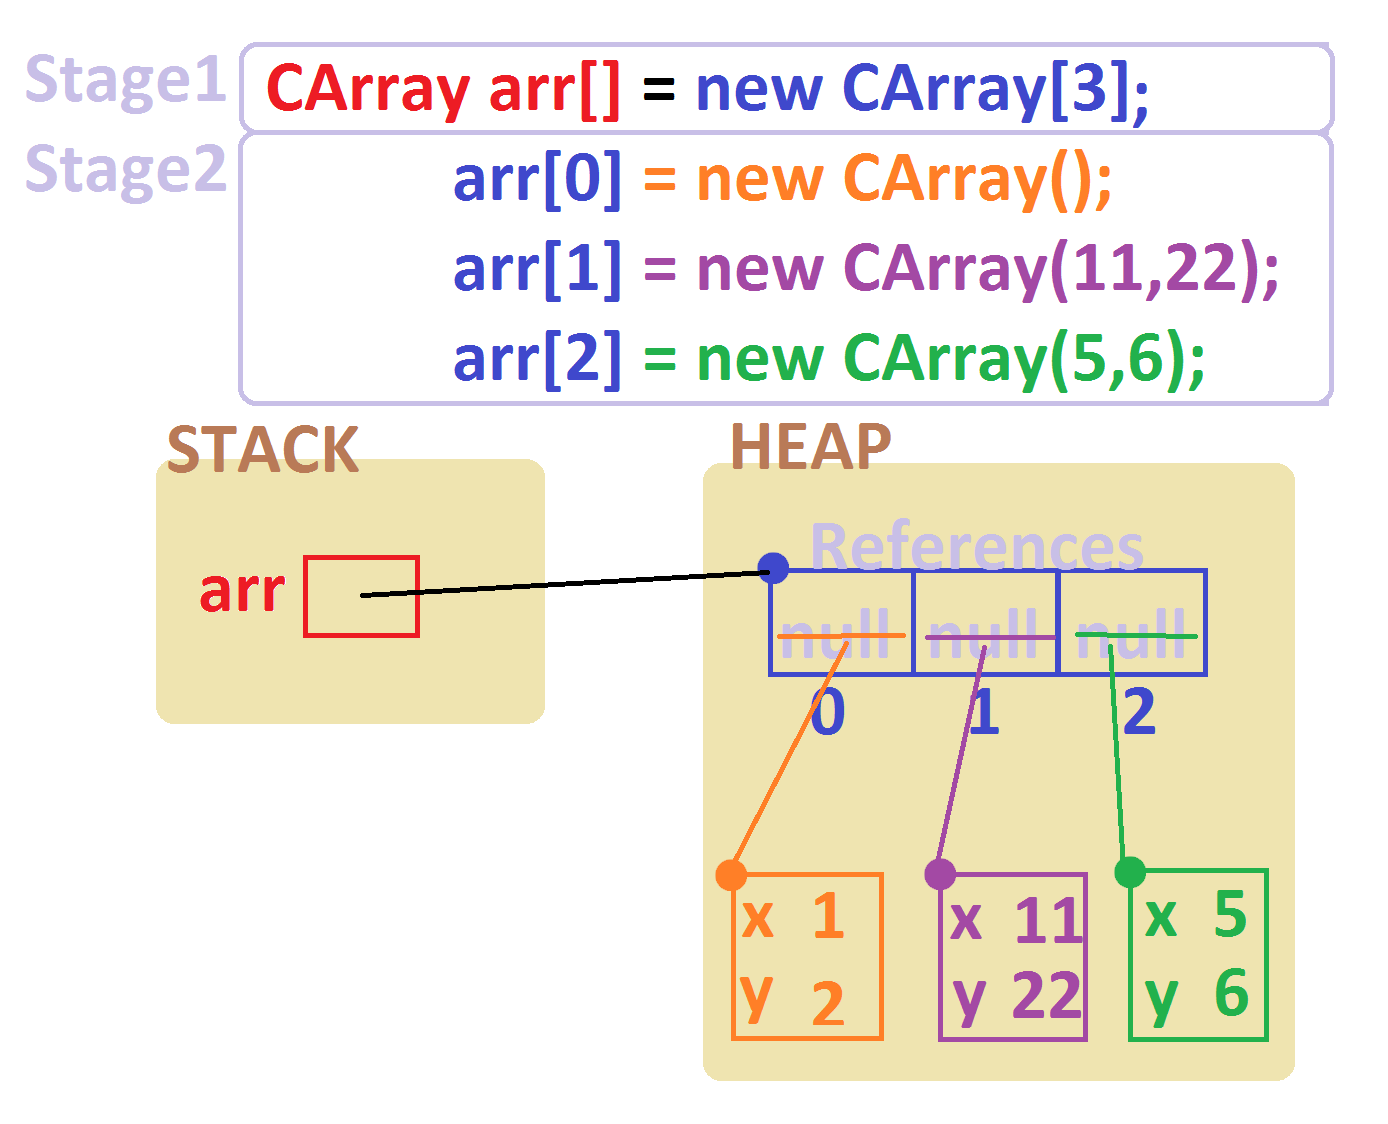 Stage1 CArray arr[] = new CArray[3];
Stage2 arr[0] = new CArray();
arr[1] = new CArray(11,22);
arr[2] = new CArray(5,6);
STACK HEAP
References
arr
null null null
0 1 2
x 1 x 11 x 5
y 2 y 22 y 6